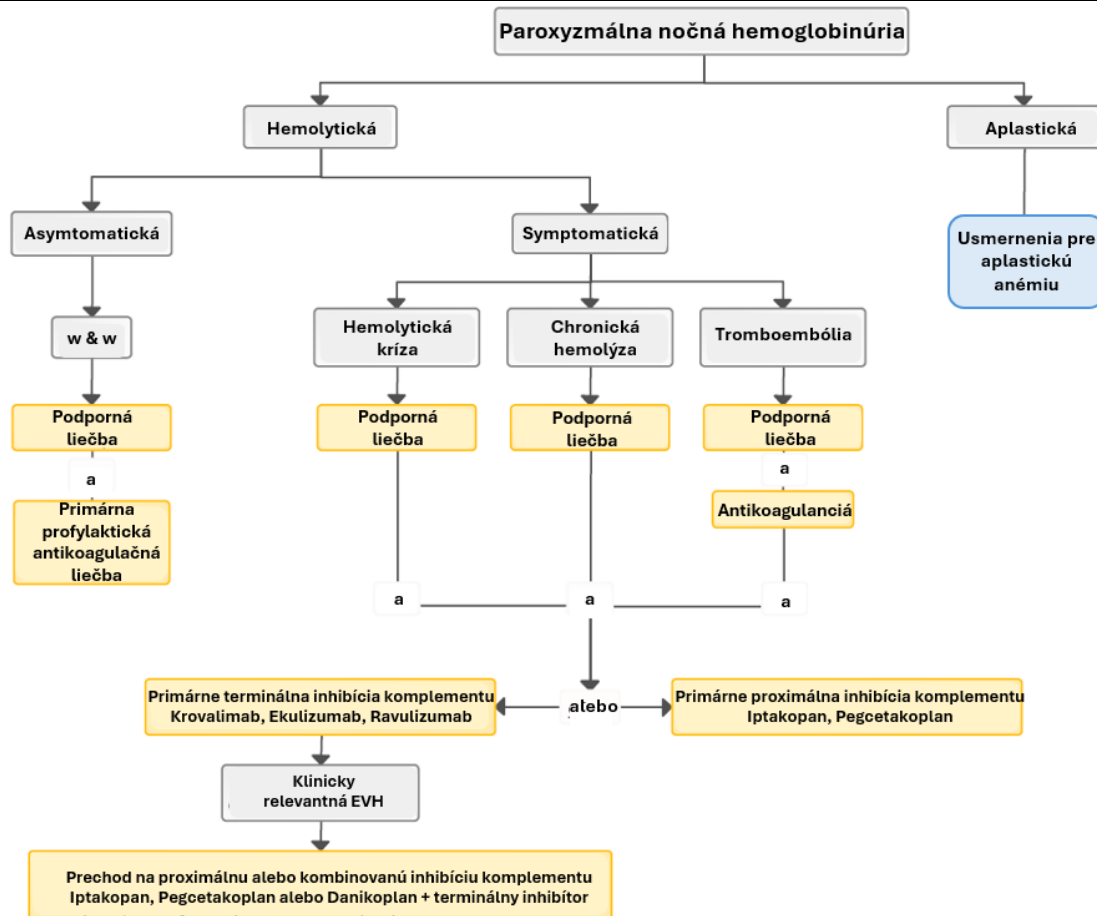 Paroxyzmálna nočná hemoglobinúria
Hemolytická
Aplastická
Asymtomatická
Symptomatická
Usmernenia pre
aplastickú
anémiu
w & w
Hemolytická
kríza
Chronická
hemolýza
Tromboembólia
Podporná
liečba
Podporná
liečba
Podporná
liečba
Podporná
liečba
a
a
Primárna
profylaktická
antikoagulačná
liečba
Antikoagulanciá
a
a
a
Primárne terminálna inhibícia komplementu
Krovalimab, Ekulizumab, Ravulizumab
alebo
Primárne proximálna inhibícia komplementu
Iptakopan, Pegcetakoplan
Klinicky
relevantná EVH
Prechod na proximálnu alebo kombinovanú inhibíciu komplementu
Iptakopan, Pegcetakoplan alebo Danikoplan + terminálny inhibítor